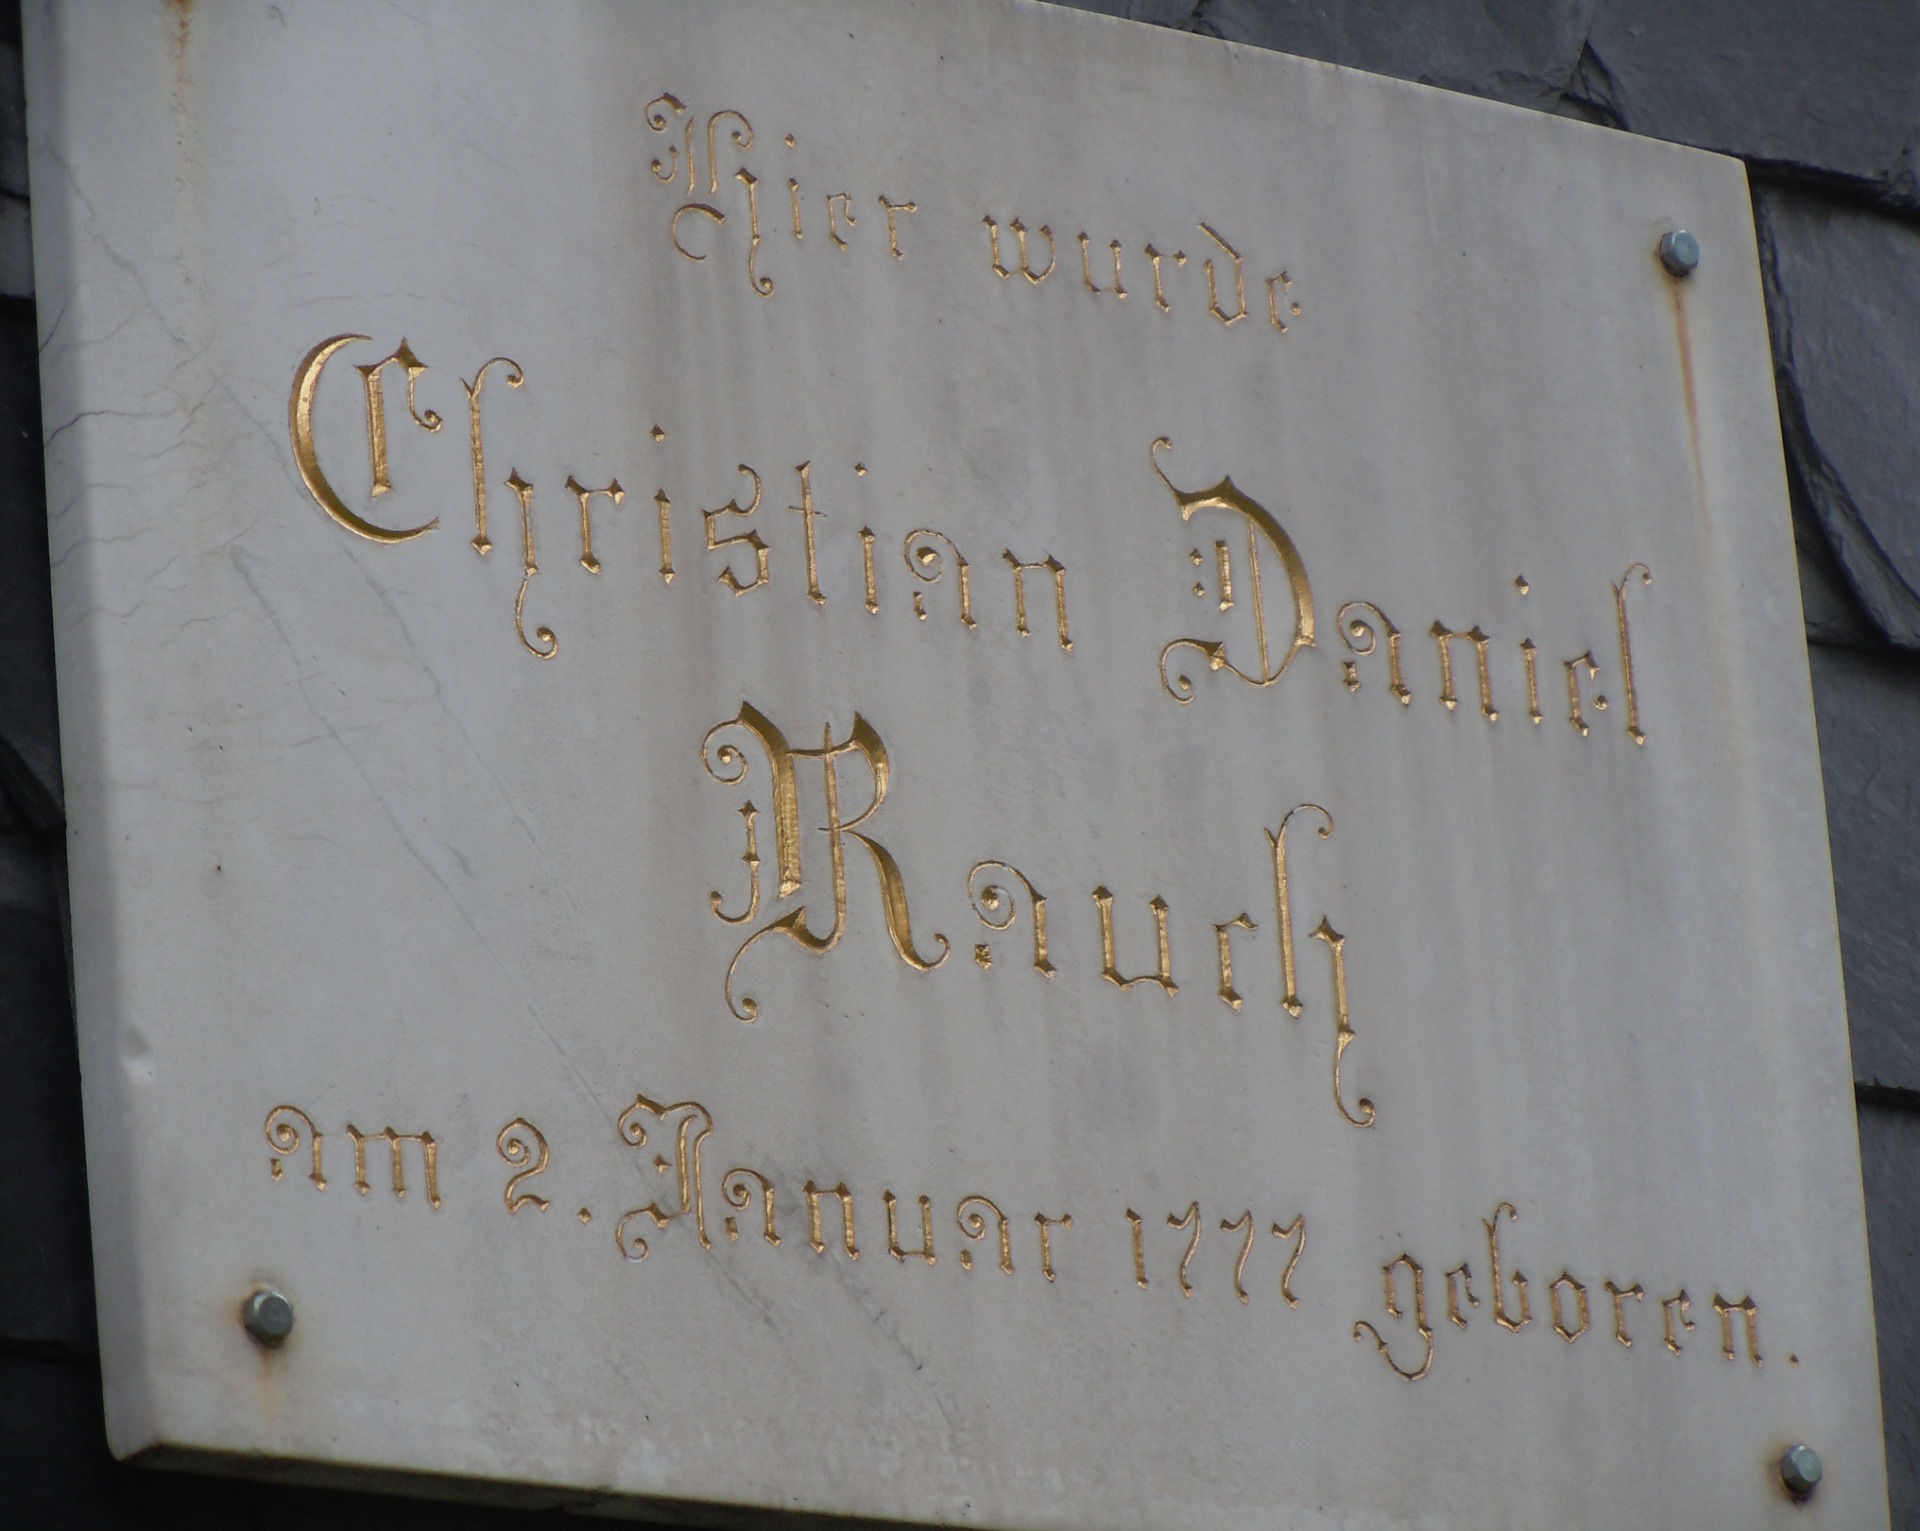 Hier wurde
Christian Daniel
Rauch
am 2. Januar 1777 geboren.